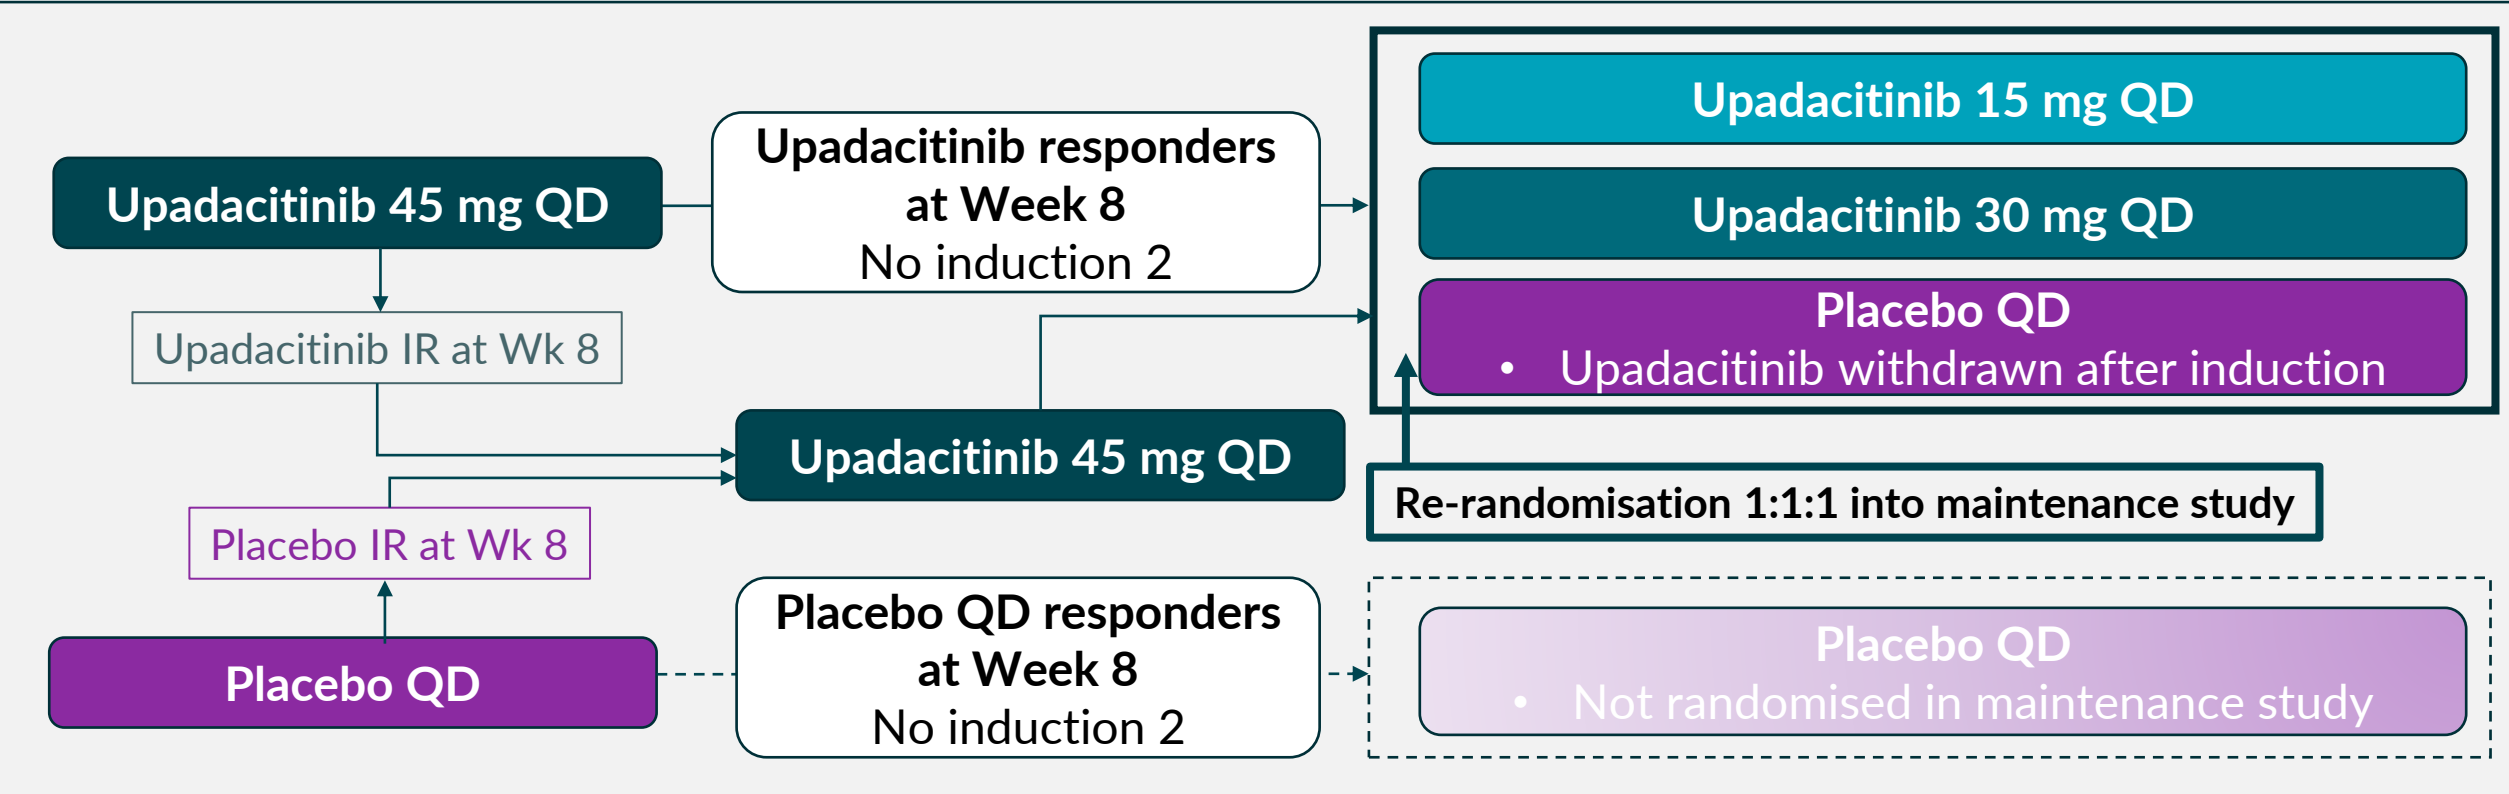 Upadacitinib 45 mg QD
Upadacitinib IR at Wk 8
Placebo IR at Wk 8
Placebo QD
Upadacitinib responders
at Week 8
No induction 2
Upadacitinib 45 mg QD
Placebo QD responders
at Week 8
No induction 2
Upadacitinib 15 mg QD
Upadacitinib 30 mg QD
Placebo QD
• Upadacitinib withdrawn after induction
Re-randomisation 1:1:1 into maintenance study
Placebo QD
• Not randomised in maintenance study